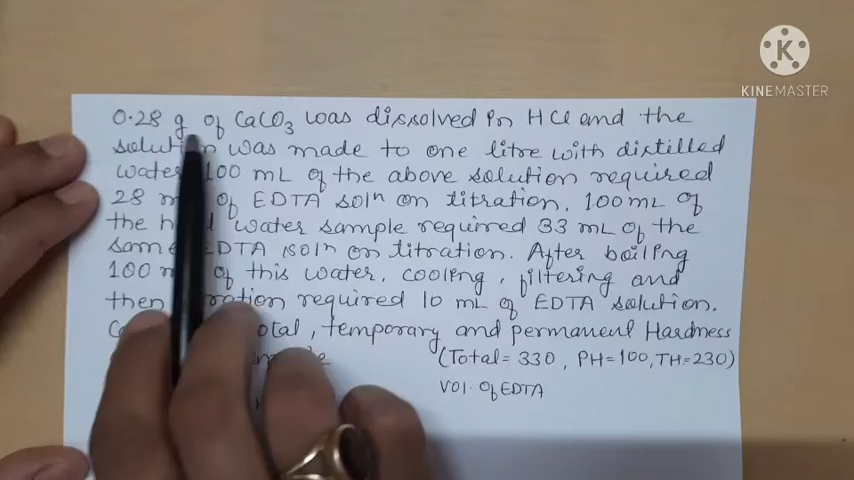 KINEMASTER
0.28 g of CaCO3 was dissolved in HCl and the
solution was made to one litre with distilled
water 100 mL of the above solution required
28 of EDTA soln on titration. 100 mL of
the water sample required 33 mL of the
same EDTA soln on titration. After boiling
100 of this water, cooling, filtering and
then required 10 mL of EDTA solution.
total, temporary and permanent Hardness
(Total = 330, PH=100, TH=230)
Vol. Of EDTA